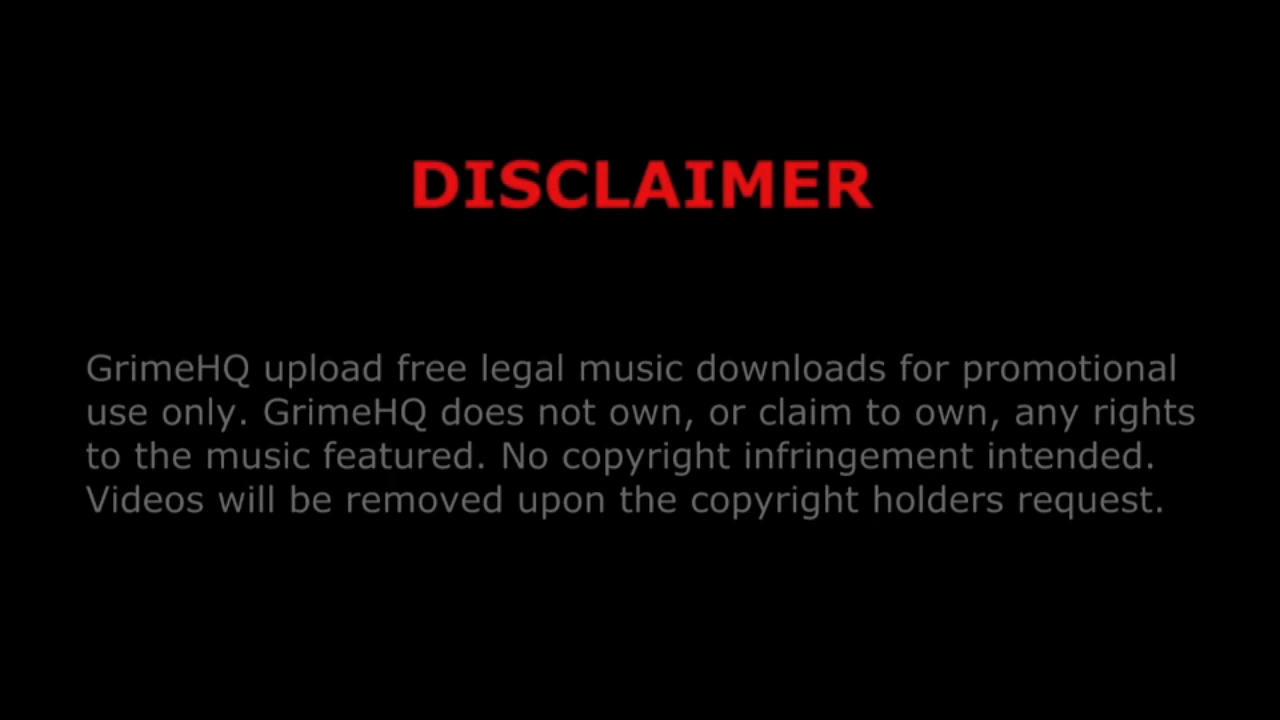 DISCLAIMER
GrimeHQ upload free legal music downloads for promotional
use only. GrimeHQ does not own, or claim to own, any rights
to the music featured. No copyright infringement intended.
Videos will be removed upon the copyright holders request.